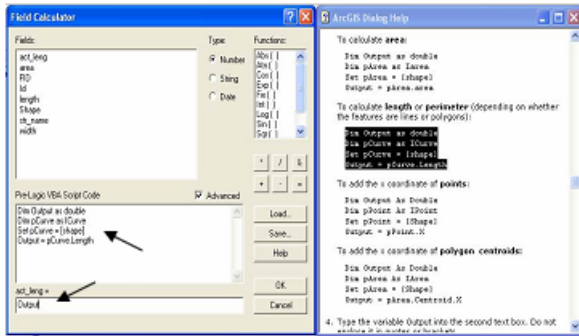 Field Calculator
Fields:
act_leng
area
FID
Id
length
Shape
width
Type:
Number
String
Date
Functions:
Abs ( )
Atn ( )
Cos ( )
Exp ( )
Fix ( )
Int ( )
Log ( )
Sin ( )
Sqr ( )
* / &
+ - =
Pre-Logic VBA Script Code
Advanced
Dim Output as double
Dim pCurve as ICurve
Set pCurve = [shape]
Output = pCurve.Length
Load...
Save...
Help
act_leng =
Output
OK
Cancel
ArcGIS Dialog Help
To calculate area:
Dim Output as double
Dim pArea as Iarea
Set pArea = [shape]
Output = pArea.area
To calculate length or perimeter (depending on whether
the features are lines or polygons):
Dim Output as double
Dim pCurve as ICurve
Set pCurve = [shape]
Output = pCurve.Length
To add the x coordinate of points:
Dim Output As Double
Dim pPoint As IPoint
Set pPoint = [Shape]
Output = pPoint.X
To add the x coordinate of polygon centroids:
Dim Output As Double
Dim pArea As IArea
Set pArea = [Shape]
Output = pArea.Centroid.X
4. Type the variable Output into the second text box. Do not
enclose it in quotes or brackets